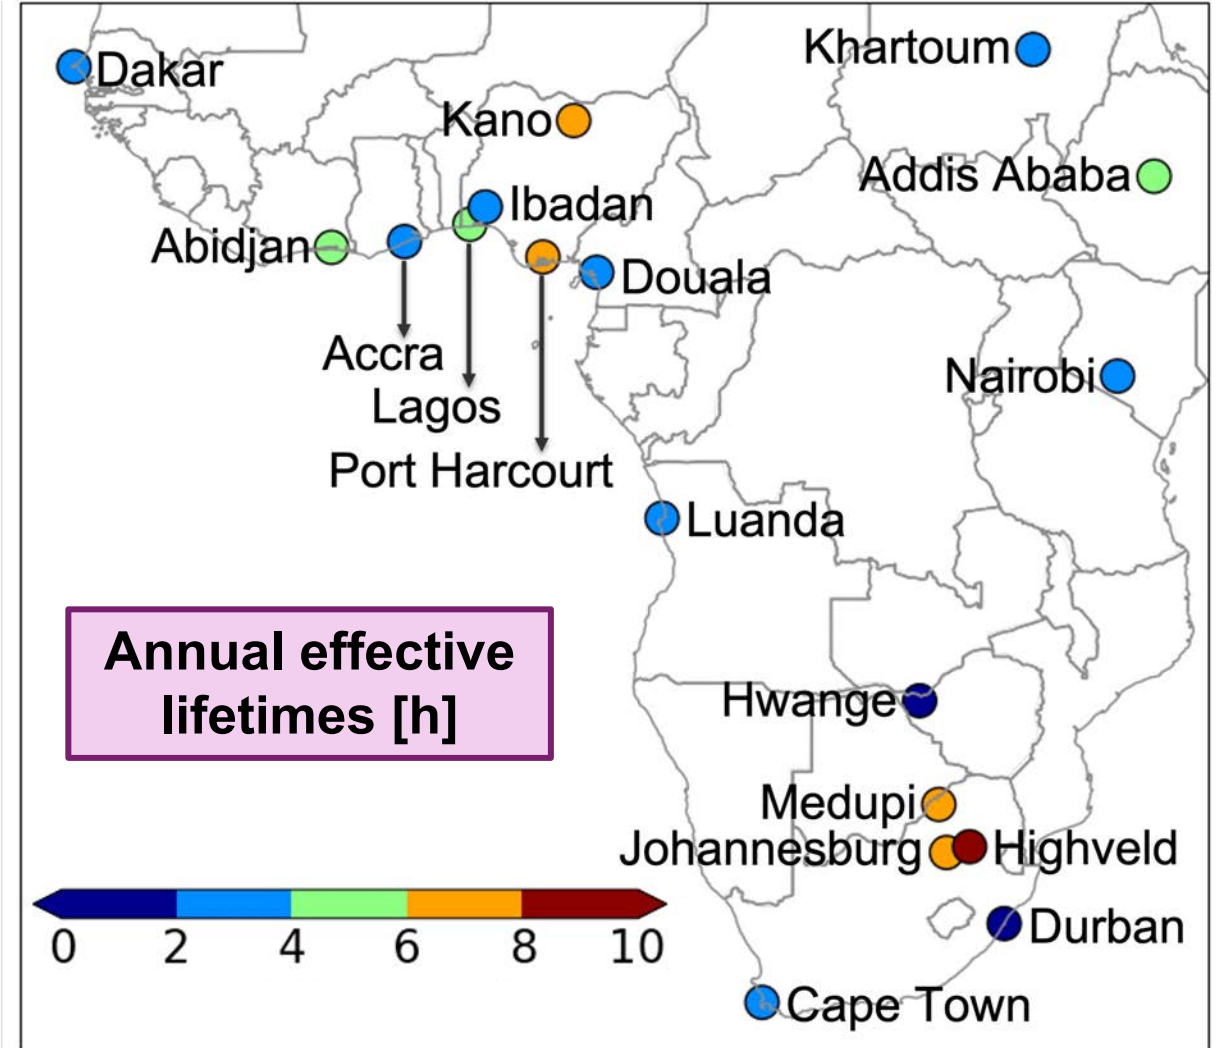 Dakar
Khartoum
Kano
Addis Ababa
Ibadan
Abidjan
Douala
Accra
Nairobi
Lagos
Port Harcourt
Luanda
Annual effective
lifetimes [h]
Hwange
Medupi
Johannesburg
Highveld
0 2 4 6 8 10
Durban
Cape Town